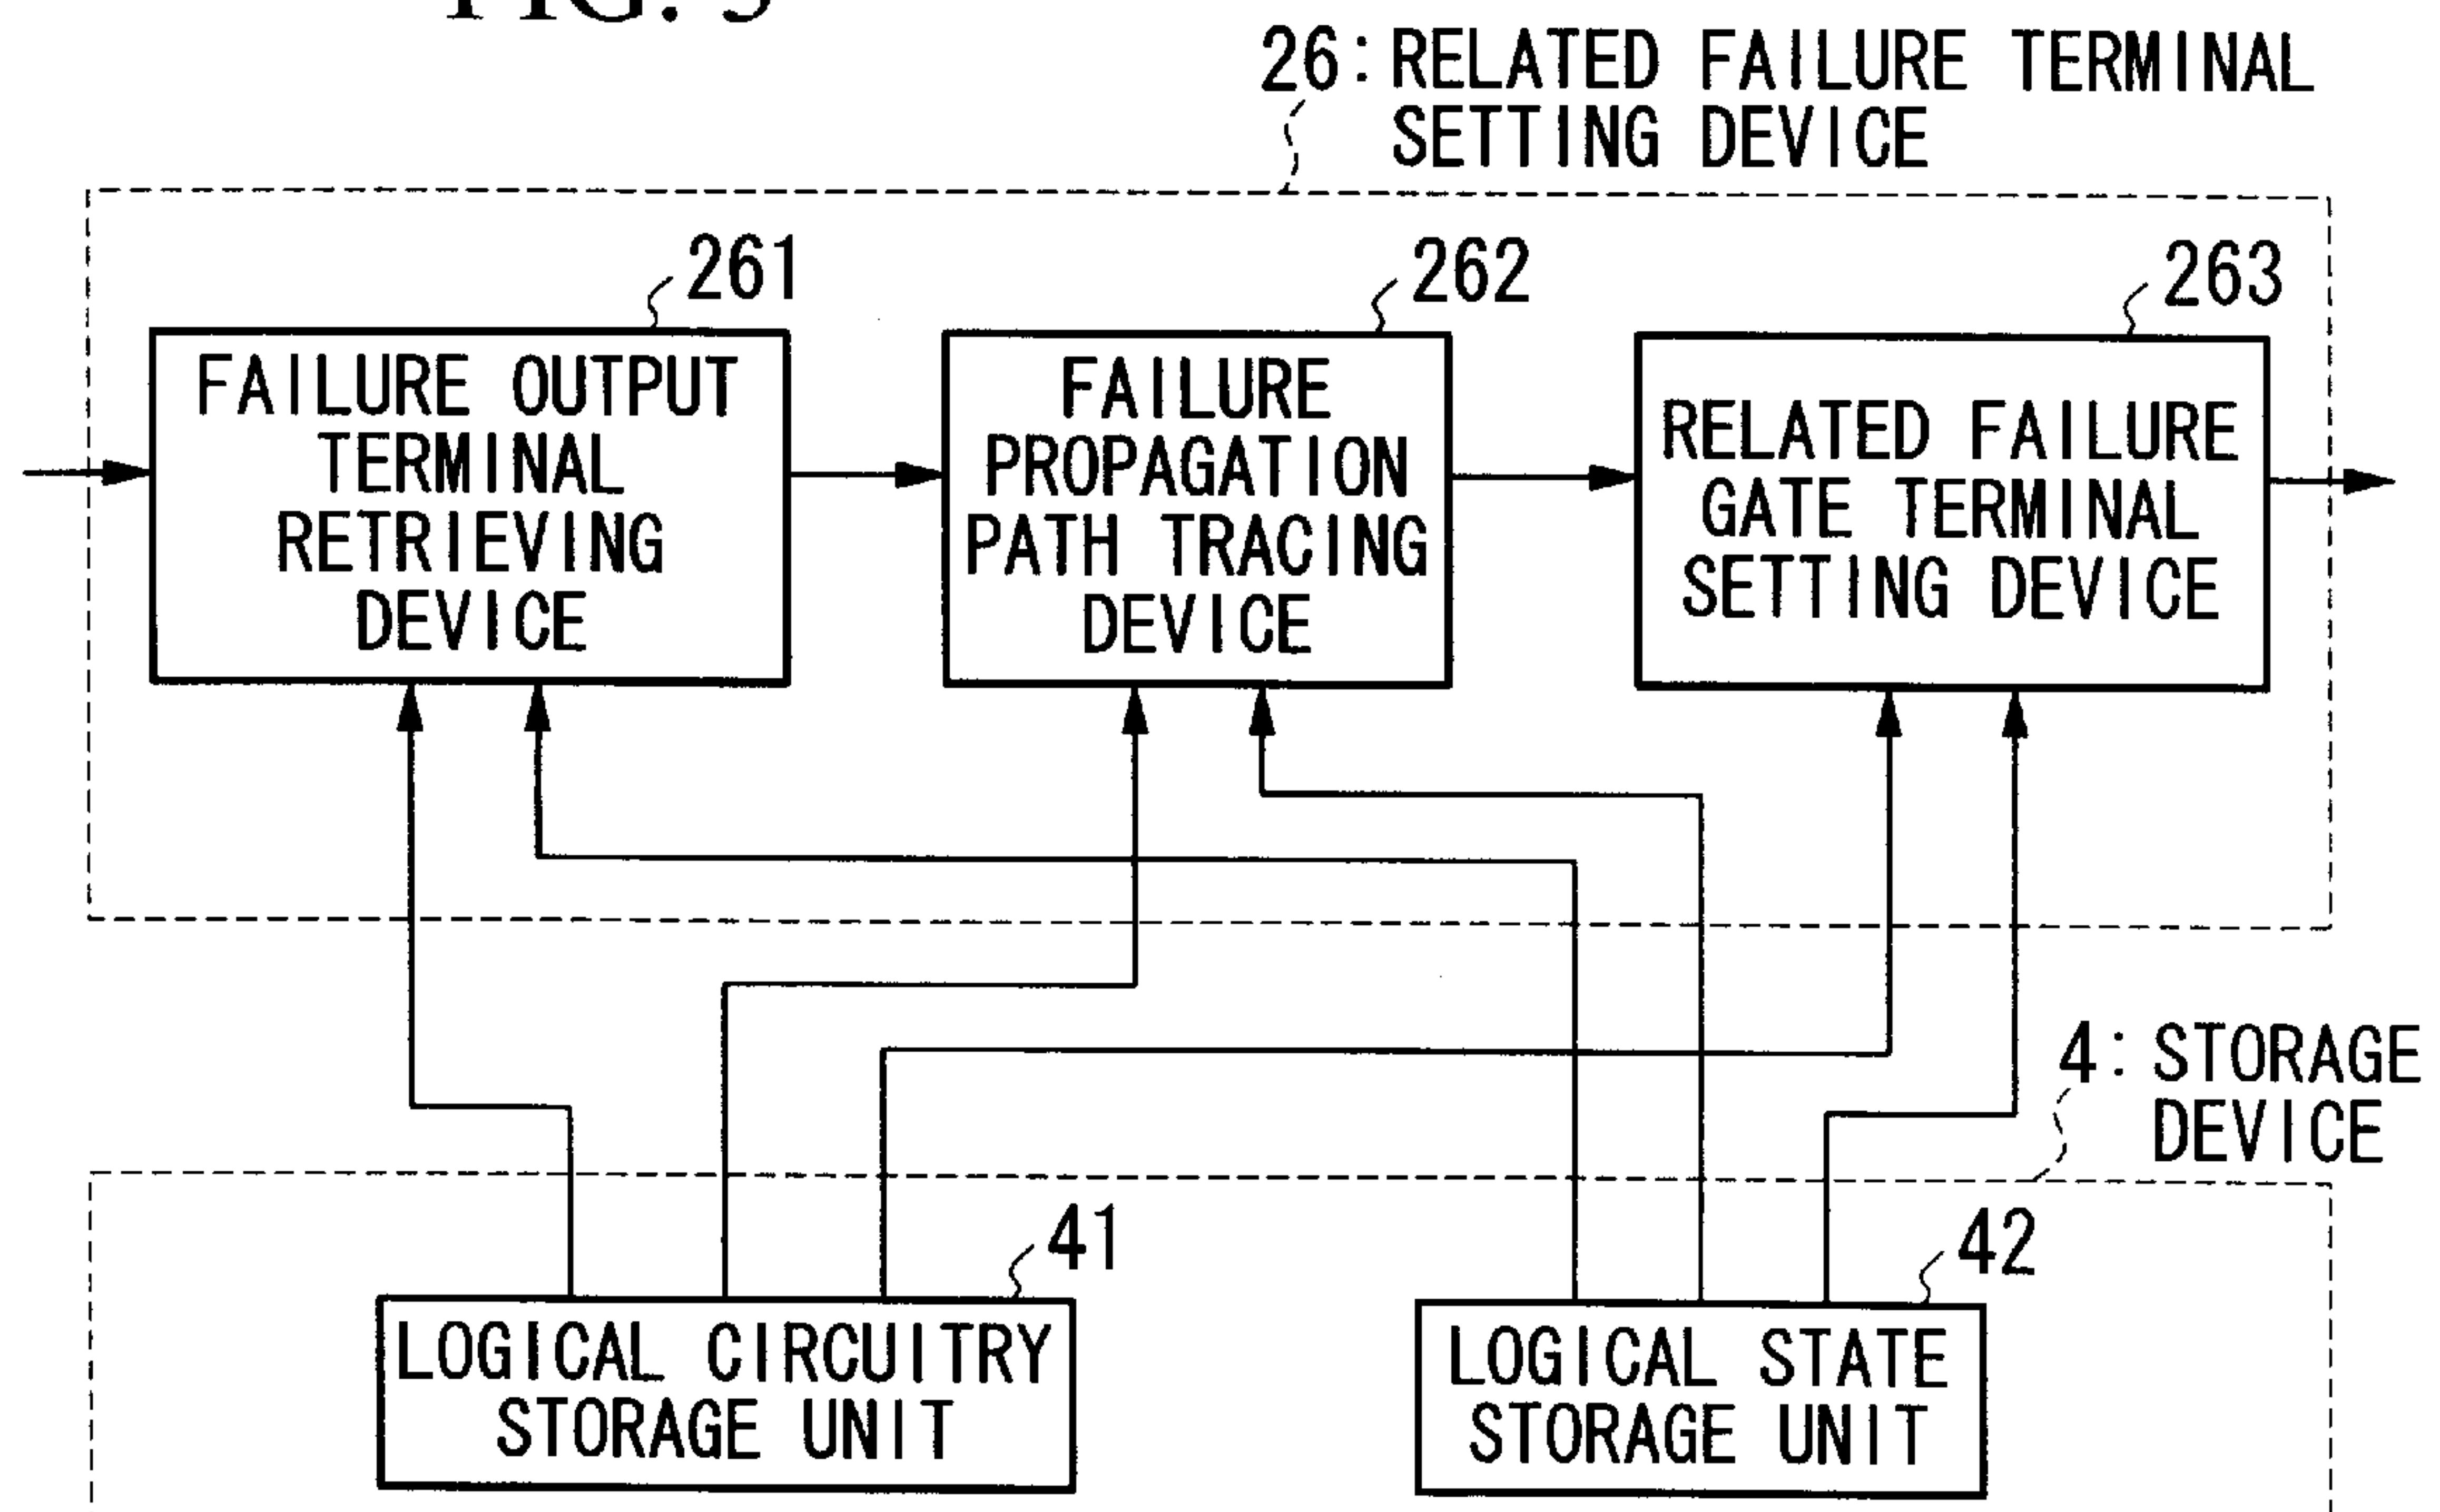 FIG. 5
26: RELATED FAILURE TERMINAL
SETTING DEVICE
261
262
263
FAILURE OUTPUT
TERMINAL
RETRIEVING
DEVICE
FAILURE
PROPAGATION
PATH TRACING
DEVICE
RELATED FAILURE
GATE TERMINAL
SETTING DEVICE
4: STORAGE
DEVICE
41
42
LOGICAL CIRCUITRY
STORAGE UNIT
LOGICAL STATE
STORAGE UNIT